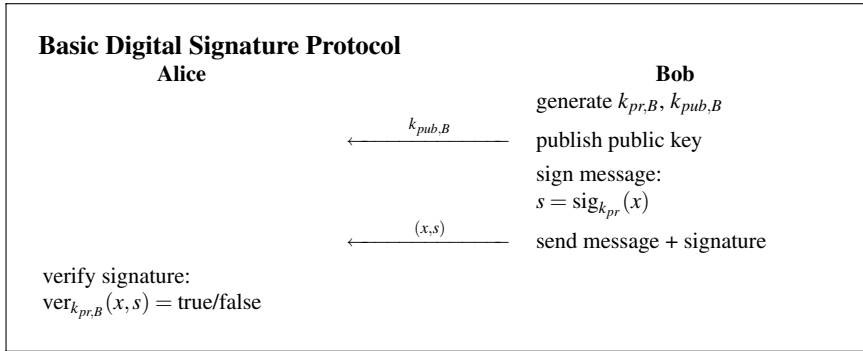 Basic Digital Signature Protocol
Alice Bob
generate k_{pr,B}, k_{pub,B}
k_{pub,B}
← publish public key
sign message:
s = sig_{k_{pr}}(x)
(x,s)
← send message + signature
verify signature:
ver_{k_{pr,B}}(x,s) = true/false